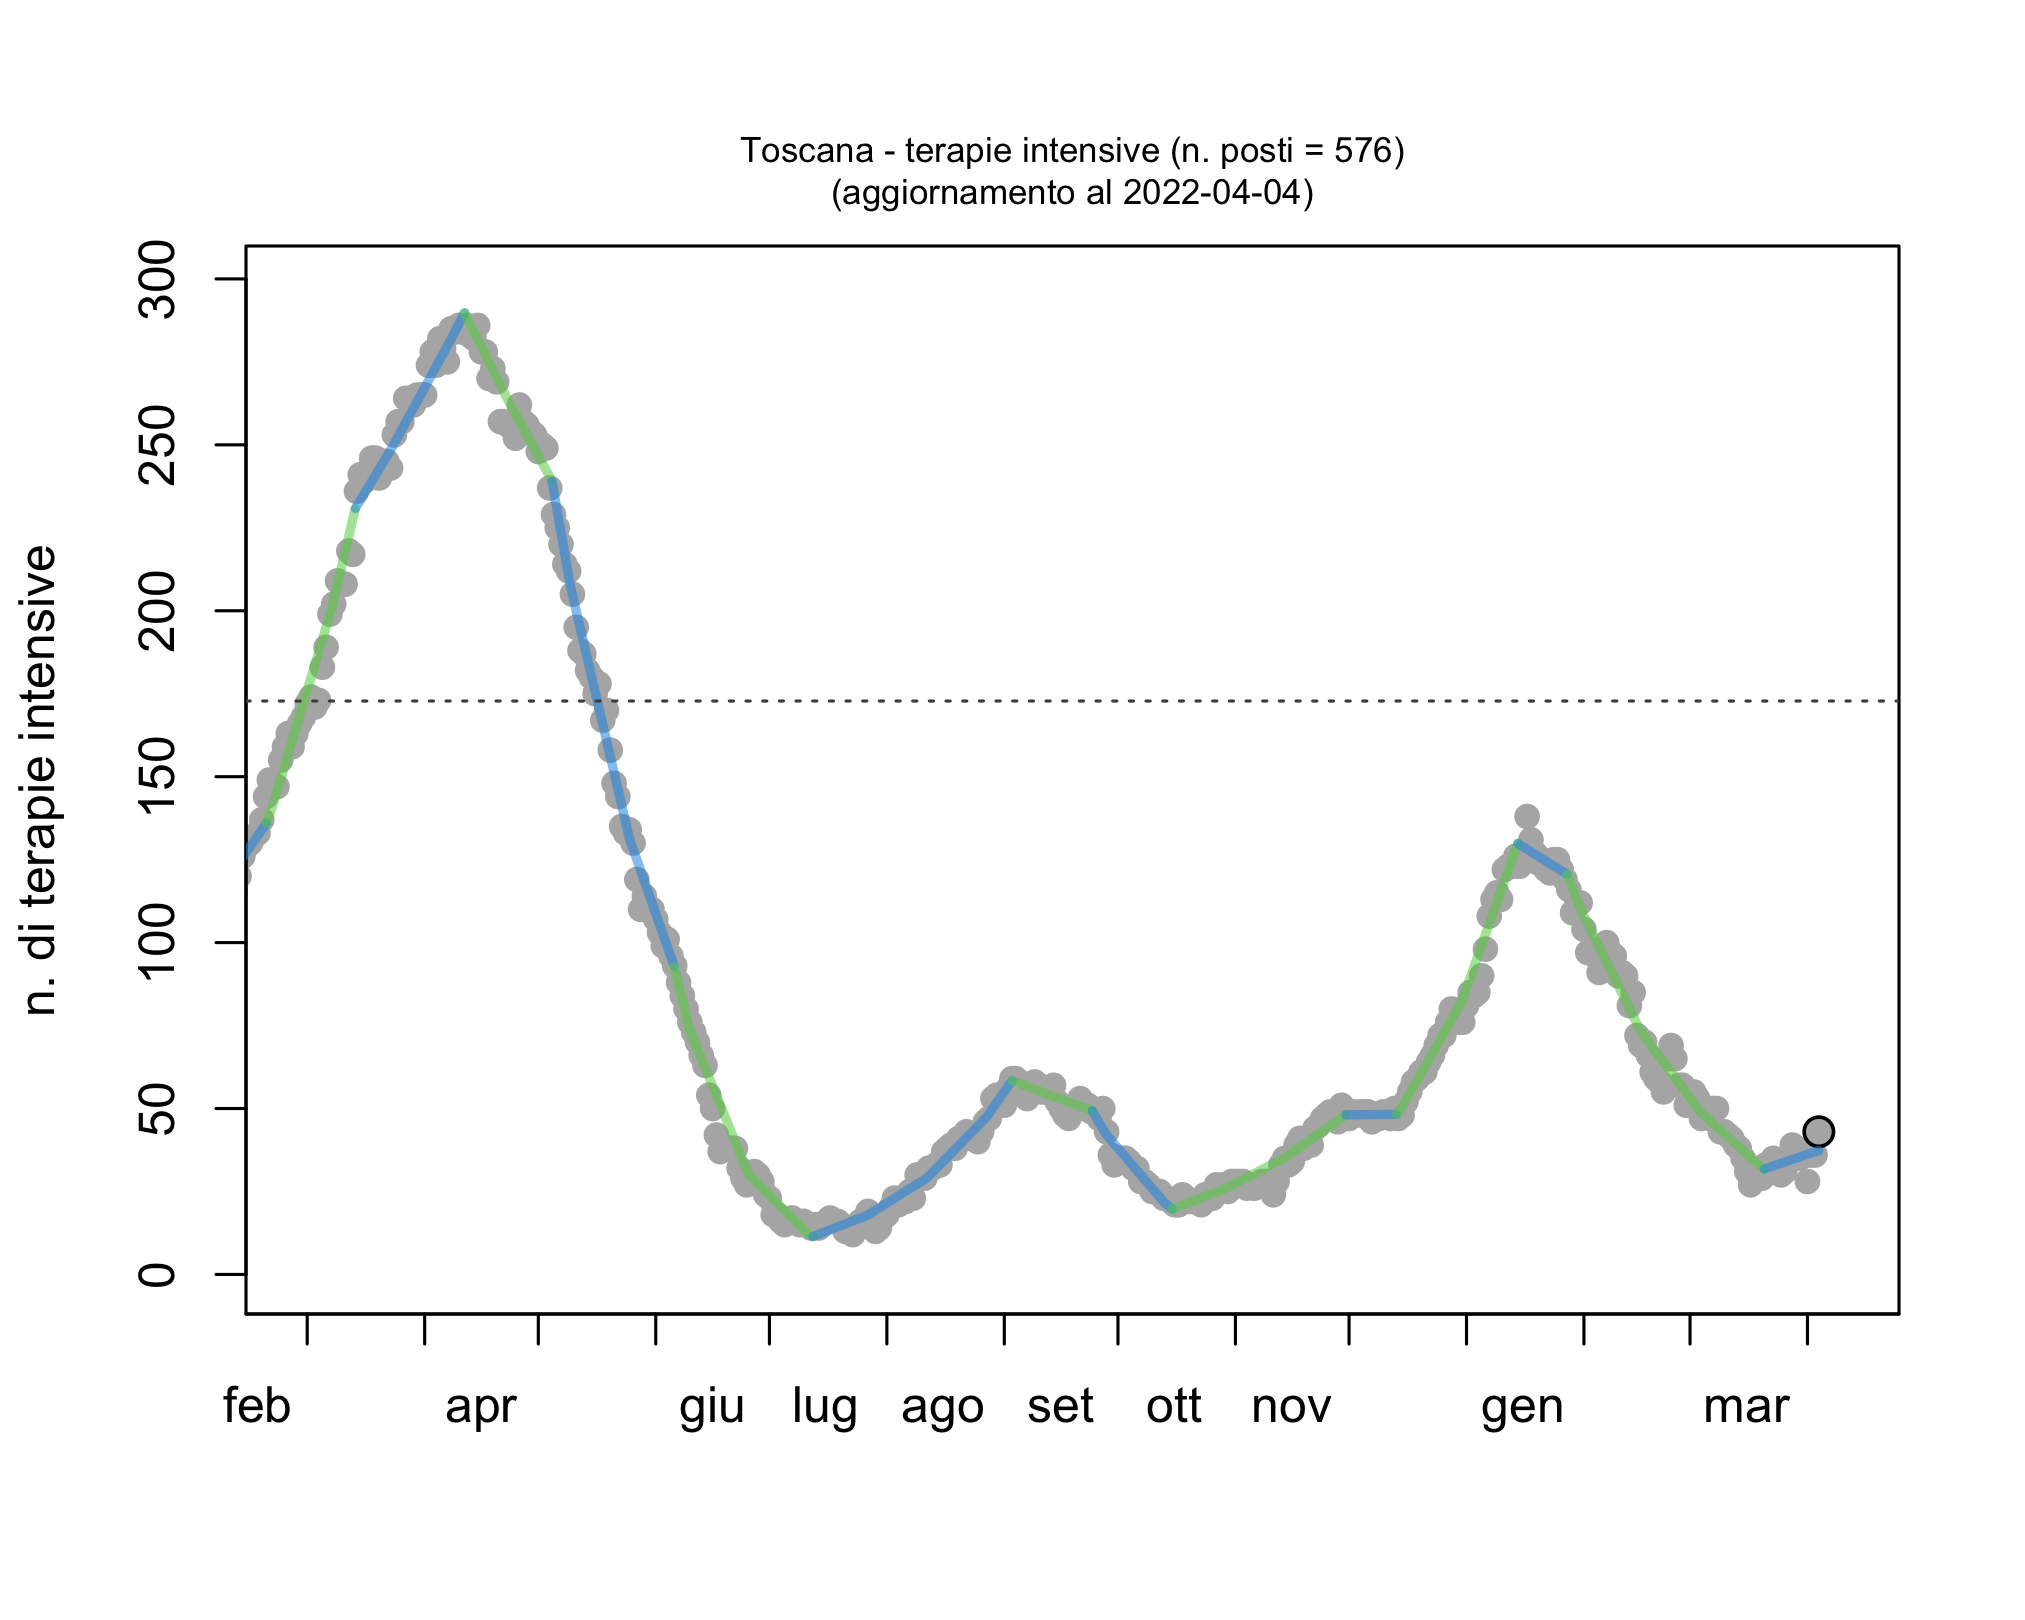 Toscana - terapie intensive (n. posti = 576)
(aggiornamento al 2022-04-04)
n. di terapie intensive
300
250
200
150
100
50
0
feb apr giu lug ago set ott nov gen mar